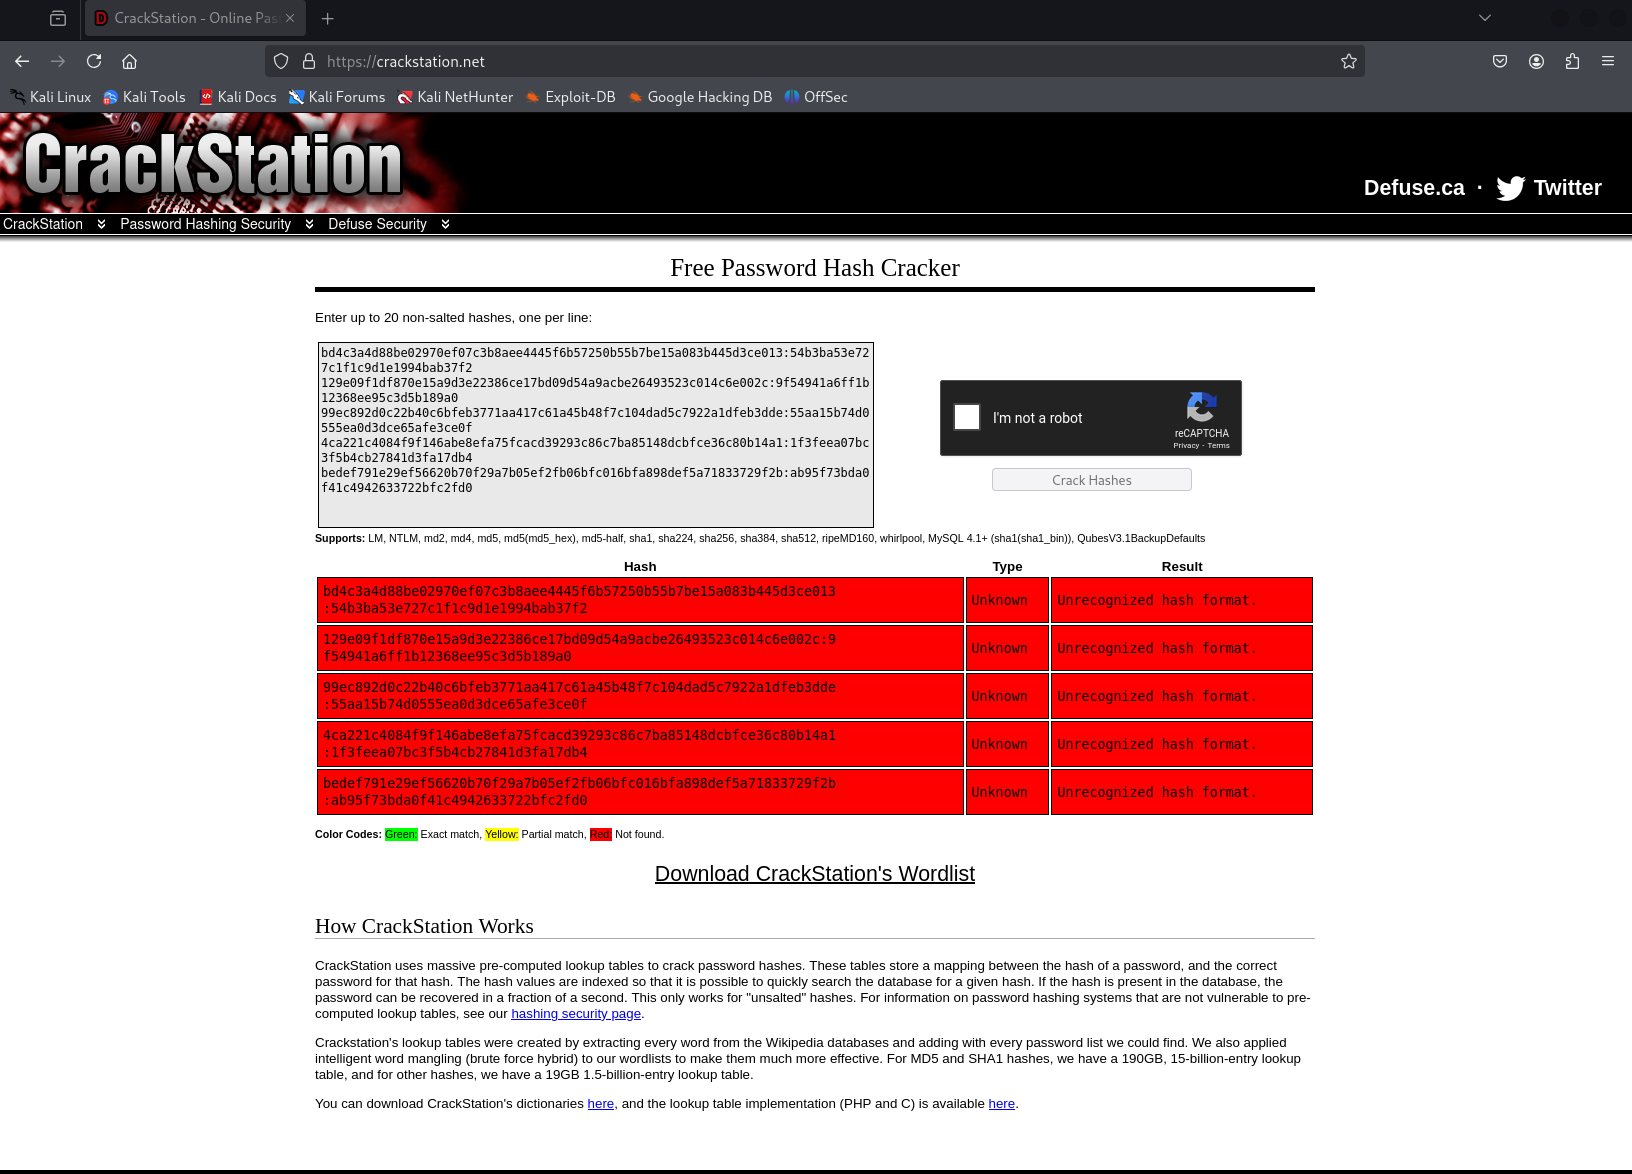 CrackStation - Online Pas
https://crackstation.net
Kali Linux Kali Tools Kali Docs Kali Forums Kali NetHunter Exploit-DB Google Hacking DB OffSec
CrackStation
Defuse.ca · Twitter
CrackStation Password Hashing Security Defuse Security
Free Password Hash Cracker
Enter up to 20 non-salted hashes, one per line:
bd4c3a4d88be02970ef07c3b8aee4445f6b57250b55b7be15a083b445d3ce013:54b3ba53e72
7c1f1c9d1e1994bab37f2
129e09f1df870e15a9d3e22386ce17bd09d54a9acbe26493523c014c6e002c:9f54941a6ff1b
12368ee95c3d5b189a0
99ec892d0c22b40c6bfeb3771aa417c61a45b48f7c104dad5c7922a1dfeb3dde:55aa15b74d0
555ea0d3dce65afe3ce0f
4ca221c4084f9f146abe8efa75fcacd39293c86c7ba85148dcbfce36c80b14a1:1f3feea07bc
3f5b4cb27841d3fa17db4
bedef791e29ef56620b70f29a7b05ef2fb06bfc016bfa898def5a71833729f2b:ab95f73bda0
f41c4942633722bfc2fd0
I'm not a robot
reCAPTCHA
Privacy - Terms
Crack Hashes
Supports: LM, NTLM, md2, md4, md5, md5(md5_hex), md5-half, sha1, sha224, sha256, sha384, sha512, ripeMD160, whirlpool, MySQL 4.1+ (sha1(sha1_bin)), QubesV3.1BackupDefaults
Hash Type Result
bd4c3a4d88be02970ef07c3b8aee4445f6b57250b55b7be15a083b445d3ce013
:54b3ba53e727c1f1c9d1e1994bab37f2
Unknown Unrecognized hash format.
129e09f1df870e15a9d3e22386ce17bd09d54a9acbe26493523c014c6e002c:9
f54941a6ff1b12368ee95c3d5b189a0
Unknown Unrecognized hash format.
99ec892d0c22b40c6bfeb3771aa417c61a45b48f7c104dad5c7922a1dfeb3dde
:55aa15b74d0555ea0d3dce65afe3ce0f
Unknown Unrecognized hash format.
4ca221c4084f9f146abe8efa75fcacd39293c86c7ba85148dcbfce36c80b14a1
:1f3feea07bc3f5b4cb27841d3fa17db4
Unknown Unrecognized hash format.
bedef791e29ef56620b70f29a7b05ef2fb06bfc016bfa898def5a71833729f2b
:ab95f73bda0f41c4942633722bfc2fd0
Unknown Unrecognized hash format.
Color Codes: Green: Exact match, Yellow: Partial match, Red: Not found.
Download CrackStation's Wordlist
How CrackStation Works
CrackStation uses massive pre-computed lookup tables to crack password hashes. These tables store a mapping between the hash of a password, and the correct
password for that hash. The hash values are indexed so that it is possible to quickly search the database for a given hash. If the hash is present in the database, the
password can be recovered in a fraction of a second. This only works for "unsalted" hashes. For information on password hashing systems that are not vulnerable to pre-
computed lookup tables, see our hashing security page.
Crackstation's lookup tables were created by extracting every word from the Wikipedia databases and adding with every password list we could find. We also applied
intelligent word mangling (brute force hybrid) to our wordlists to make them much more effective. For MD5 and SHA1 hashes, we have a 190GB, 15-billion-entry lookup
table, and for other hashes, we have a 19GB 1.5-billion-entry lookup table.
You can download CrackStation's dictionaries here, and the lookup table implementation (PHP and C) is available here.